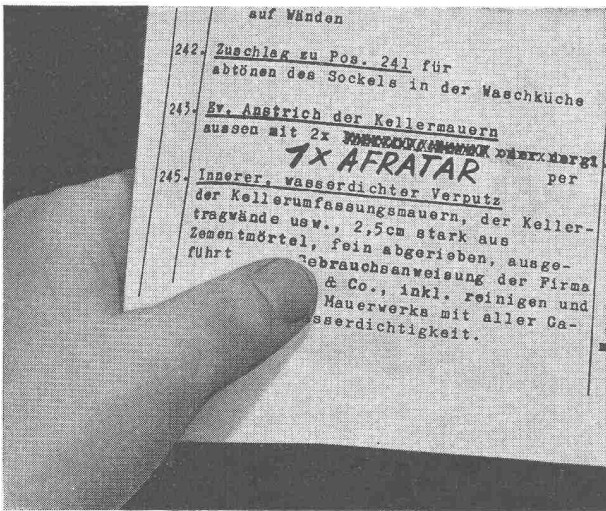 auf Wänden
242. Zuschlag zu Pos. 241 für
abtönen des Sockels in der Waschküche
243. Ev. Anstrich der Kellermauern
aussen mit 2x
1x AFRATAR per
245. Innerer, wasserdichter Verputz
der Kellerumfassungsmauern, der Keller-
tragwände usw., 2,5cm stark aus
Zementmörtel, fein abgerieben, ausge-
führt Gebrauchsanweisung der Firma
& Co., inkl. reinigen und
Mauerwerks mit aller Ga-
sserdichtigkeit.